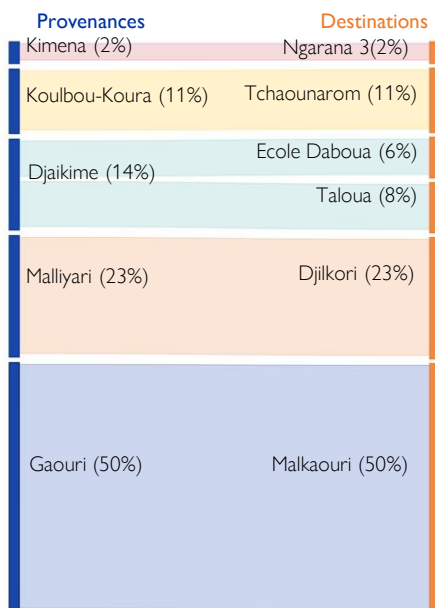 Provenances Destinations
Kimena (2%) Ngarana 3(2%)
Koulbou-Koura (11%) Tchaounarom (11%)
Ecole Daboua (6%)
Djaikime (14%)
Taloua (8%)
Malliyari (23%) Djilkori (23%)
Gaouri (50%) Malkaouri (50%)